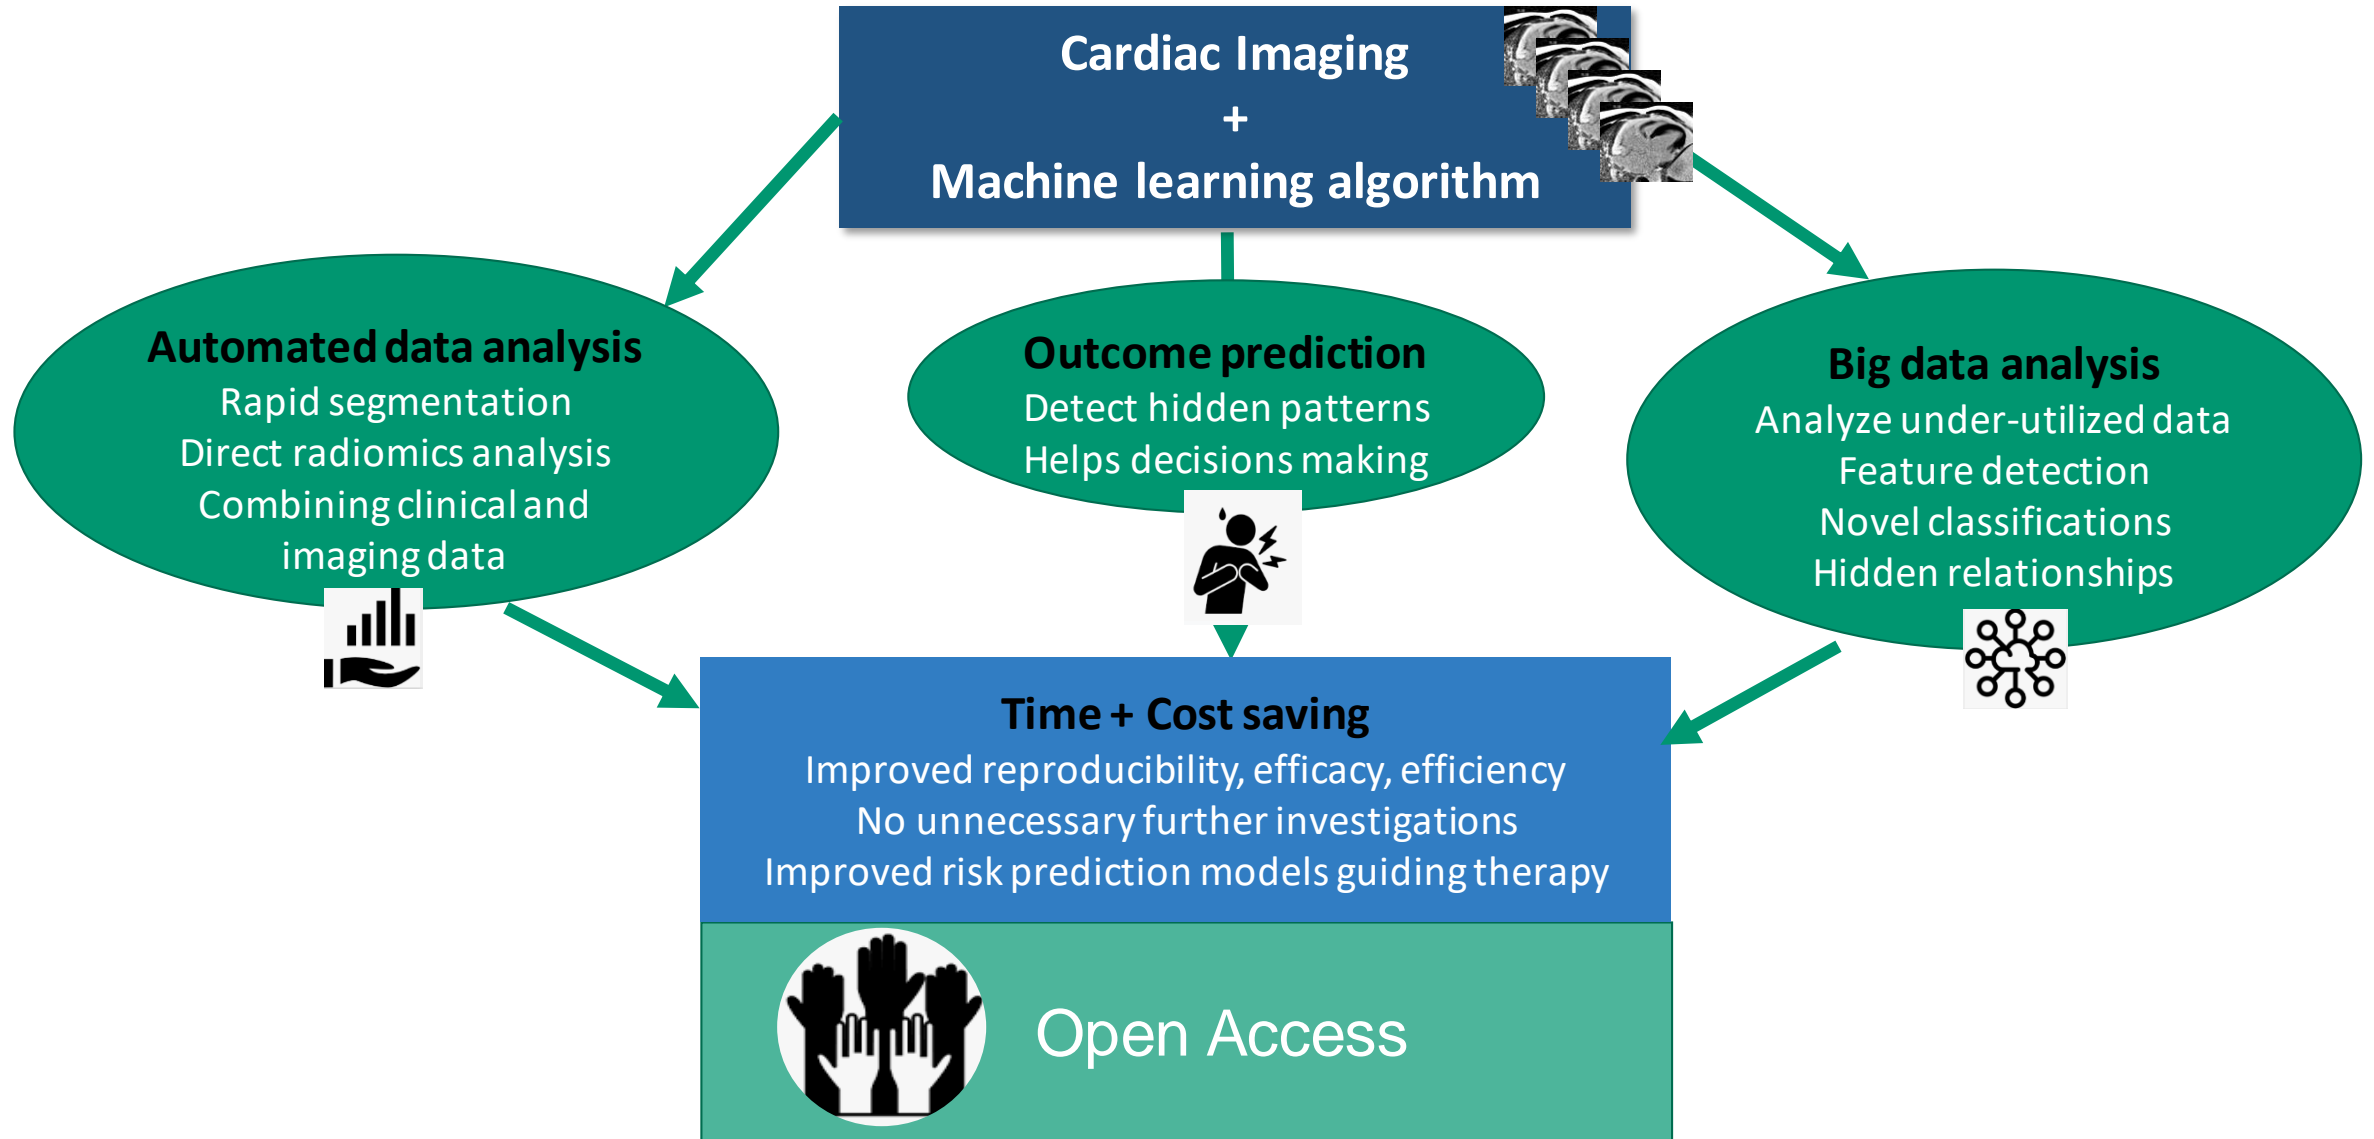 Cardiac Imaging
+
Machine learning algorithm
Automated data analysis
Rapid segmentation
Direct radiomics analysis
Combining clinical and
imaging data
Outcome prediction
Detect hidden patterns
Helps decisions making
Big data analysis
Analyze under-utilized data
Feature detection
Novel classifications
Hidden relationships
Time + Cost saving
Improved reproducibility, efficacy, efficiency
No unnecessary further investigations
Improved risk prediction models guiding therapy
Open Access